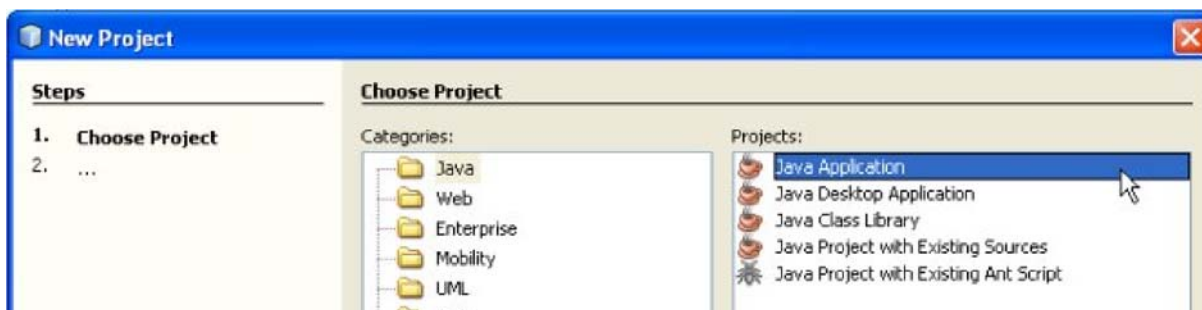 New Project
Steps
1. Choose Project
2. ...
Choose Project
Categories:
Java
Web
Enterprise
Mobility
UML
Projects:
Java Application
Java Desktop Application
Java Class Library
Java Project with Existing Sources
Java Project with Existing Ant Script